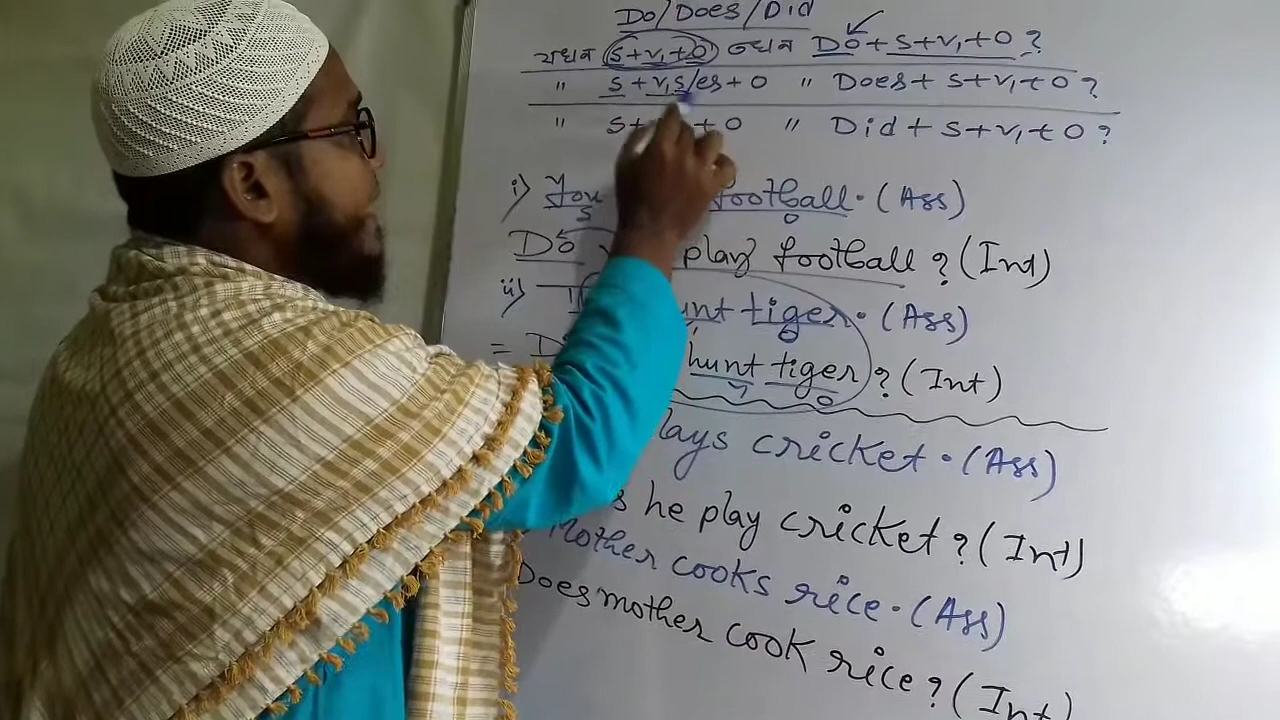 Do/Does/Did
যখন S+V₁+O তখন Do+S+V₁+O?
" S+V₁s/es+O " Does+S+V₁+O?
" S+ +O " Did+S+V₁+O?
i) You football. (Ass)
Do play football? (Int)
ii) hunt tiger. (Ass)
= hunt tiger? (Int)
plays cricket. (Ass)
he play cricket? (Int)
Mother cooks rice. (Ass)
Does mother cook rice? (Int)